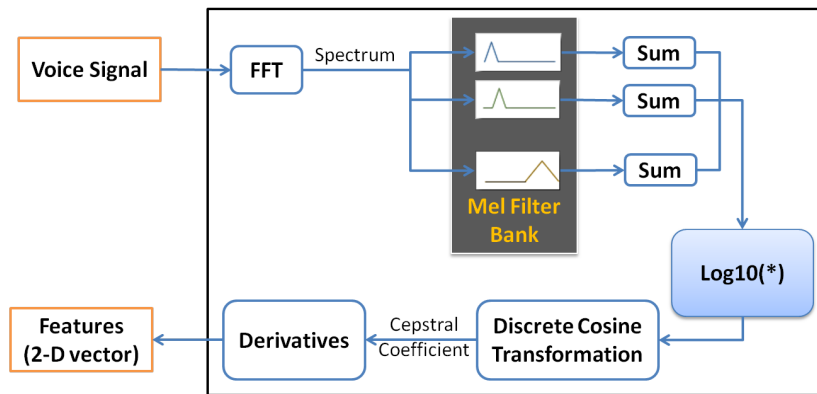 Voice Signal
FFT
Spectrum
Sum
Sum
Sum
Mel Filter
Bank
Log10(*)
Discrete Cosine
Transformation
Cepstral
Coefficient
Derivatives
Features
(2-D vector)